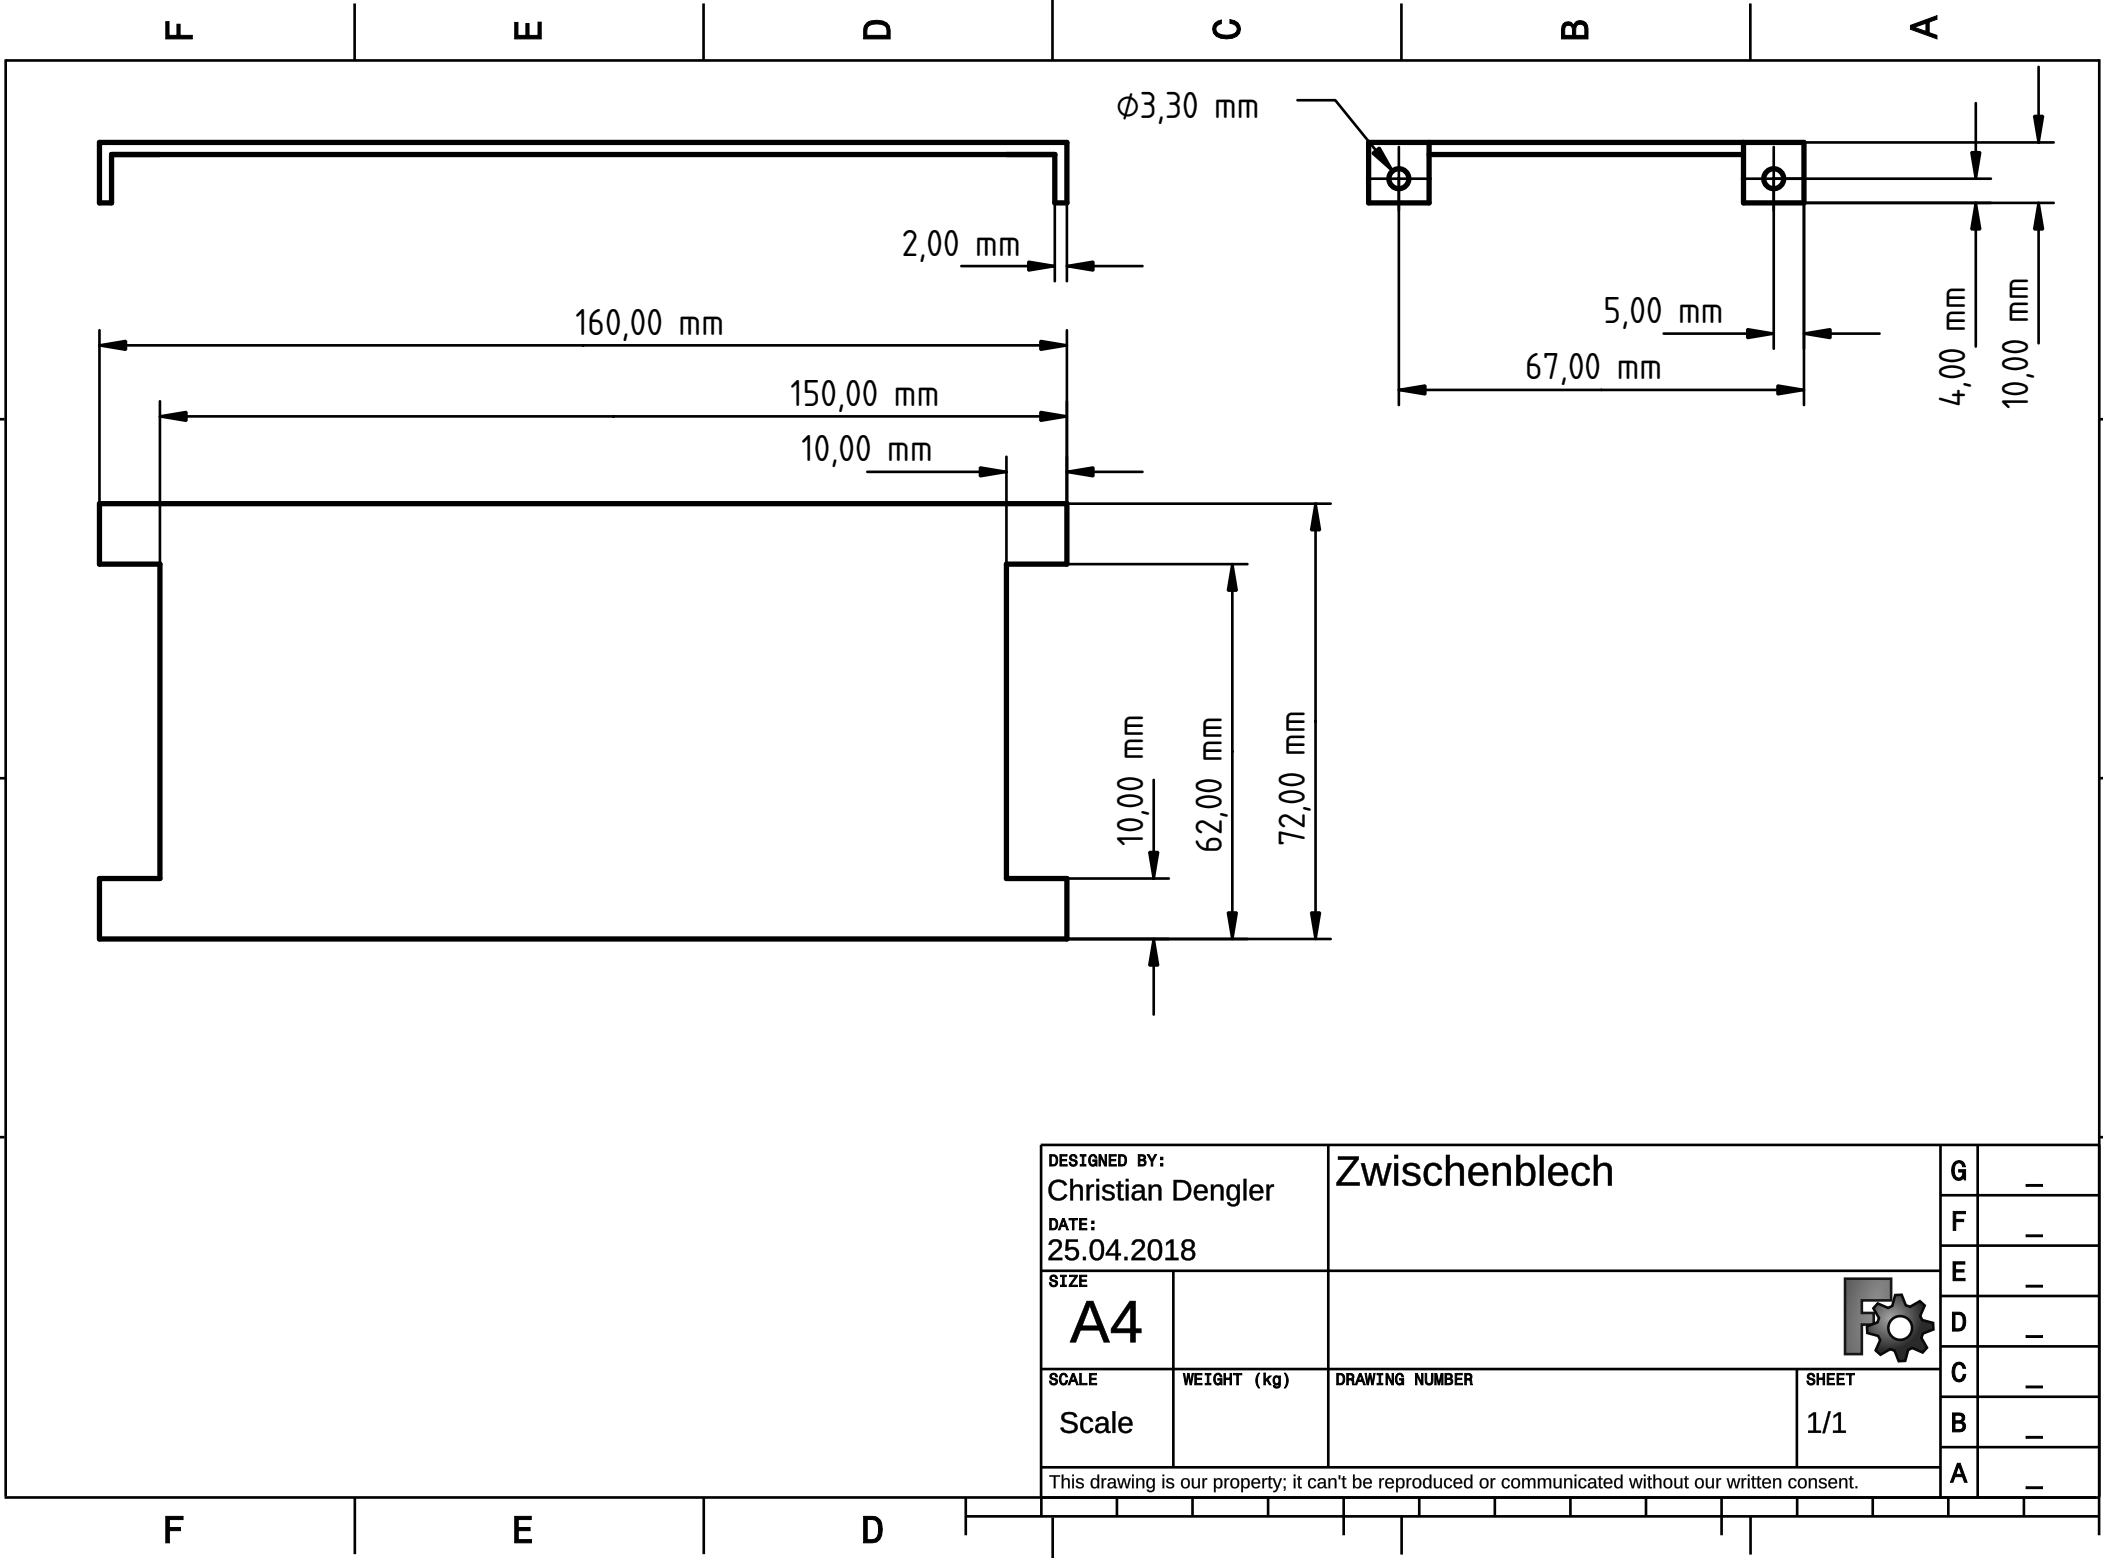 F E D C B A
Φ3,30 mm
2,00 mm
160,00 mm
5,00 mm
4,00 mm
10,00 mm
67,00 mm
150,00 mm
10,00 mm
10,00 mm
62,00 mm
72,00 mm
DESIGNED BY:
Christian Dengler
DATE:
25.04.2018
Zwischenblech
SIZE
A4
SCALE
Scale
WEIGHT (kg)
DRAWING NUMBER
SHEET
1/1
This drawing is our property; it can't be reproduced or communicated without our written consent.
G _
F _
E _
D _
C _
B _
A _
F E D